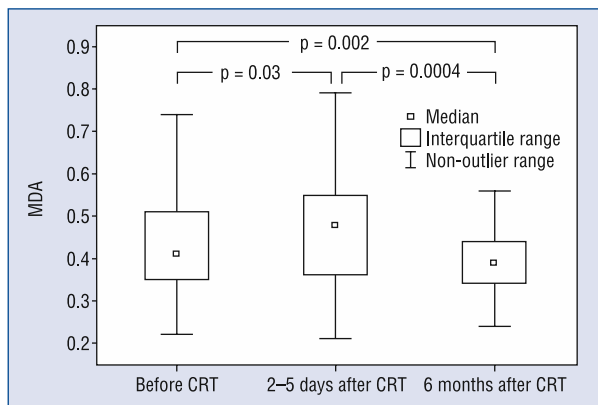 p = 0.002
p = 0.03
p = 0.0004
Median
Interquartile range
Non-outlier range
MDA
0.9
0.8
0.7
0.6
0.5
0.4
0.3
0.2
Before CRT
2–5 days after CRT
6 months after CRT